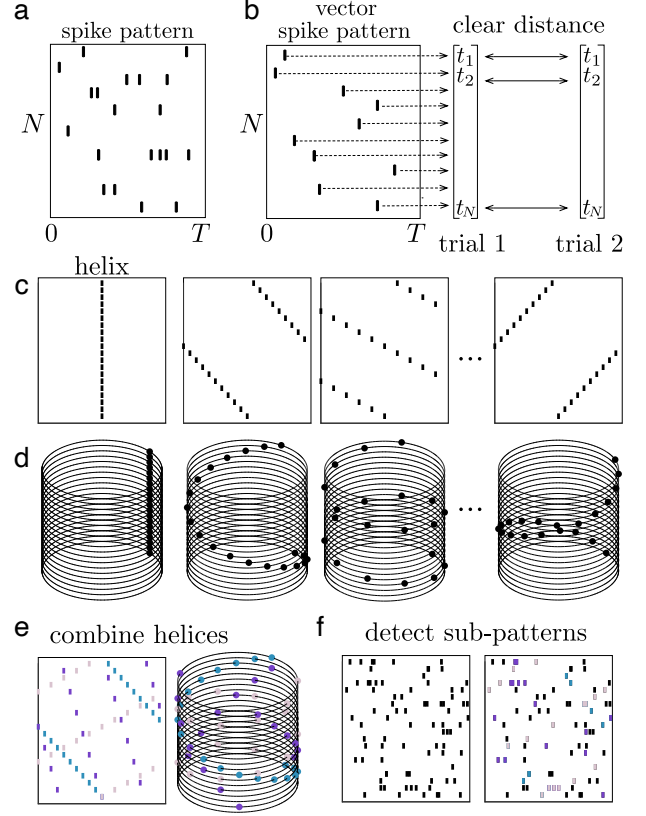 a
spike pattern
N
0
T
b
vector
spike pattern
N
0
T
clear distance
t1
t2
tN
trial 1
t1
t2
tN
trial 2
c
helix
...
d
...
e
combine helices
f
detect sub-patterns